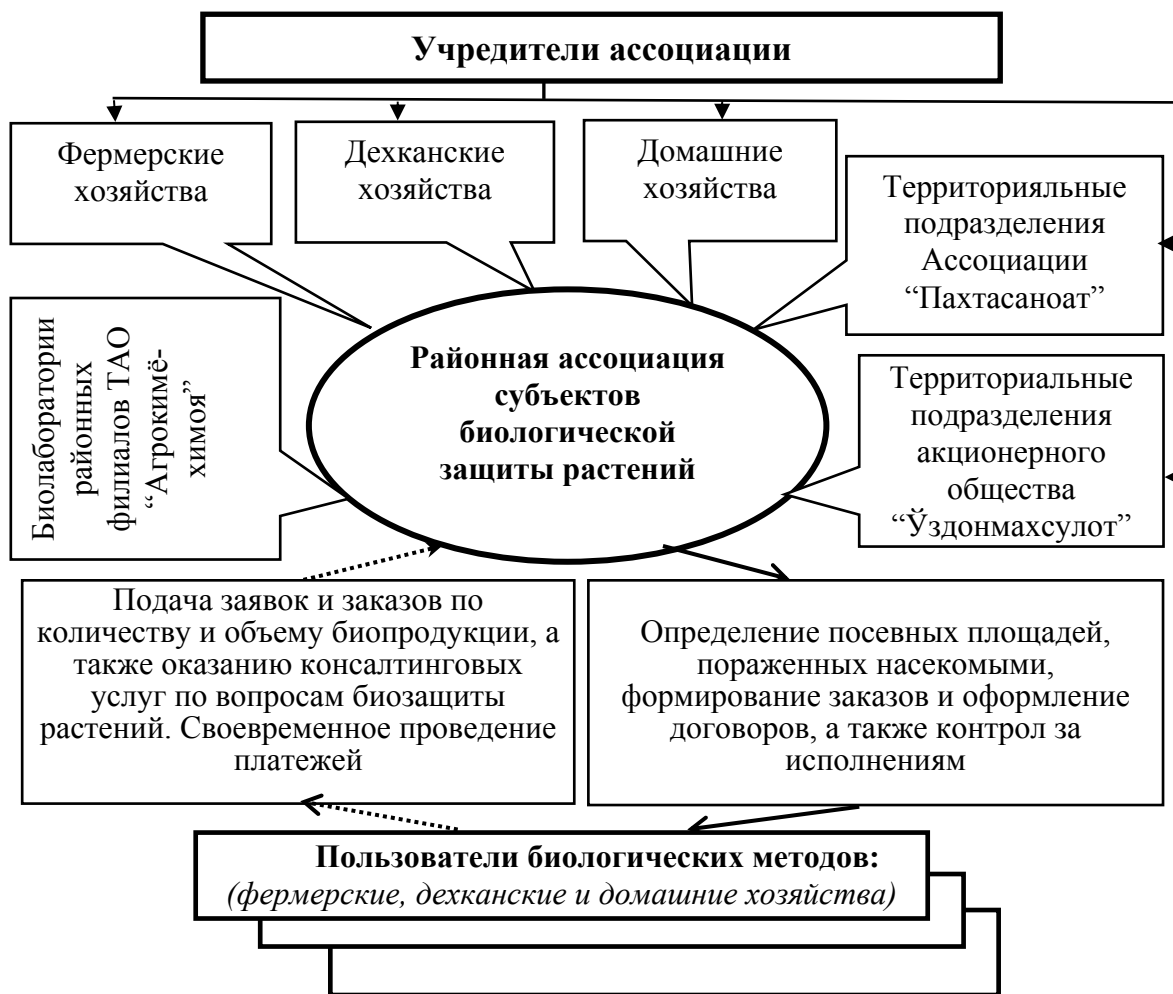 Учредители ассоциации
Фермерские
хозяйства
Дехканские
хозяйства
Домашние
хозяйства
Территорияльные
подразделения
Ассоциации
“Пахтасаноат”
Биолаборатории
районных
филиалов ТАО
“Агрокимё-
химоя”
Районная ассоциация
субъектов
биологической
защиты растений
Территориальные
подразделения
акционерного
общества
“Ўздонмахсулот”
Подача заявок и заказов по
количеству и объему биопродукции, а
также оказанию консалтинговых
услуг по вопросам биозащиты
растений. Своевременное проведение
платежей
Определение посевных площадей,
пораженных насекомыми,
формирование заказов и оформление
договоров, а также контрол за
исполнениям
Пользователи биологических методов:
(фермерские, дехканские и домашние хозяйства)